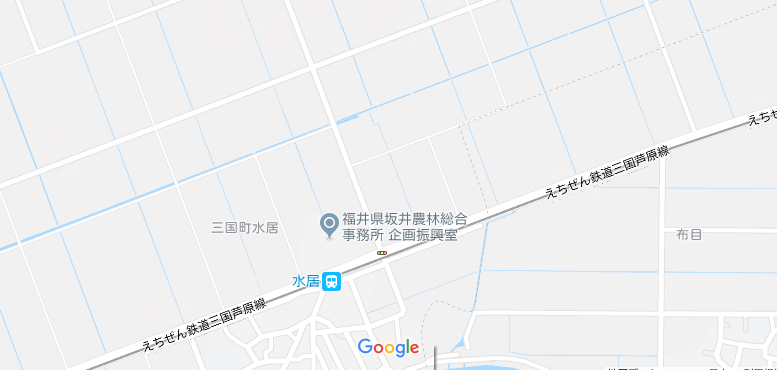 えちぜん鉄道三国芦原線
三国町水居
福井県坂井農林総合
事務所 企画振興室
布目
水居
えちぜん鉄道三国芦原線
Google